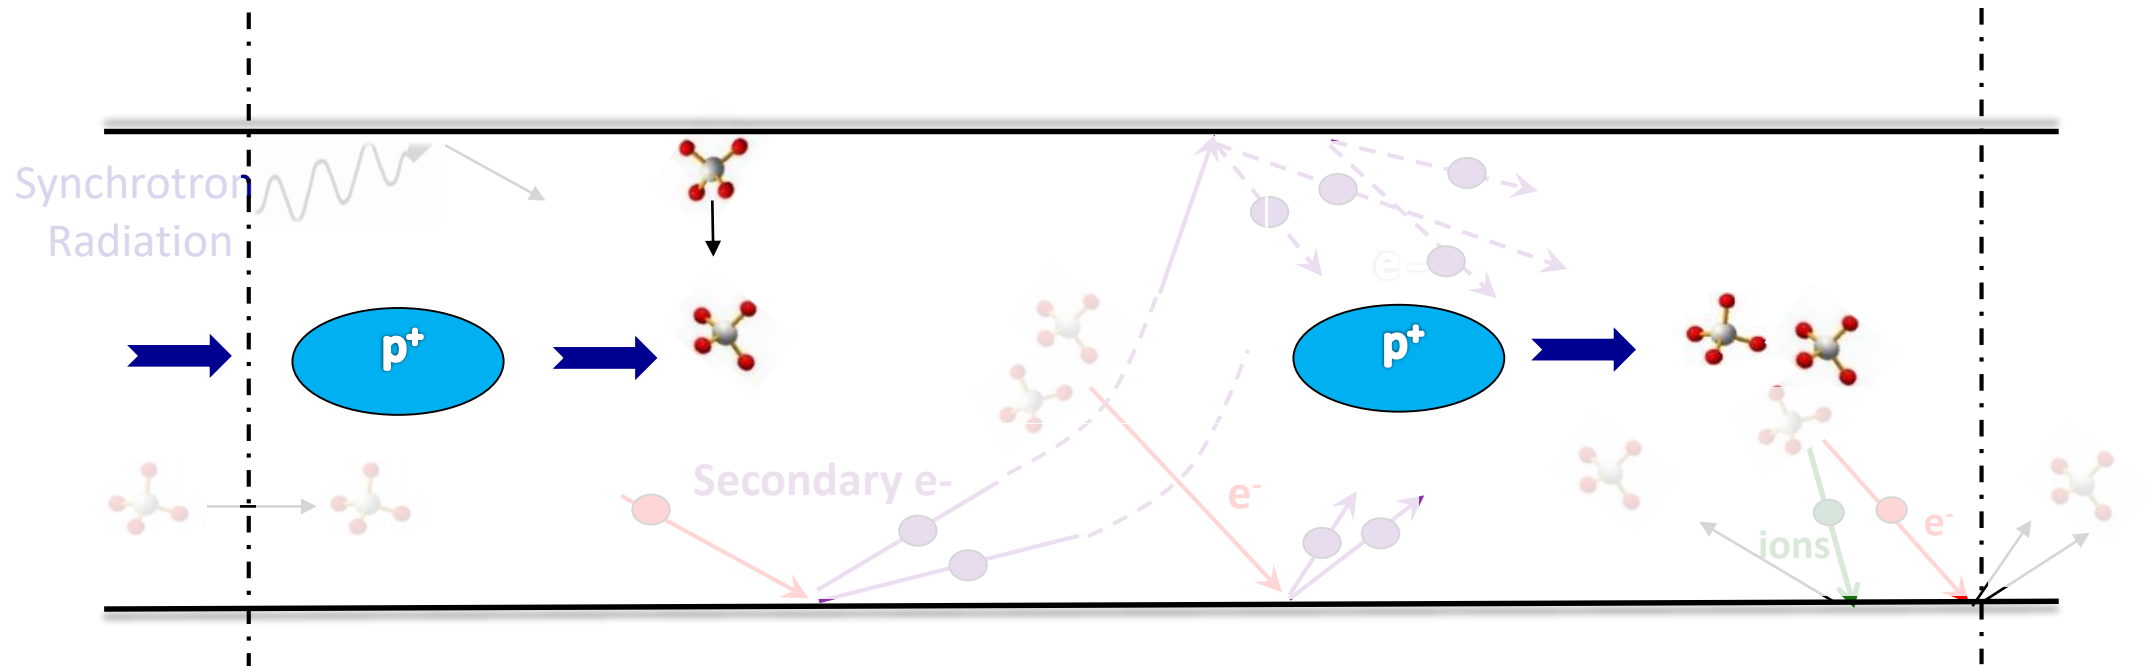 Synchrotron
Radiation
e-
p+
p+
Secondary e-
e-
e-
ions